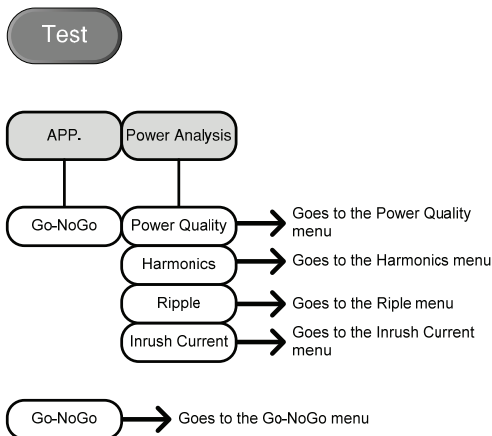 Test
APP. Power Analysis
Go-NoGo Power Quality Goes to the Power Quality
menu
Harmonics Goes to the Harmonics menu
Ripple Goes to the Riple menu
Inrush Current Goes to the Inrush Current
menu
Go-NoGo Goes to the Go-NoGo menu